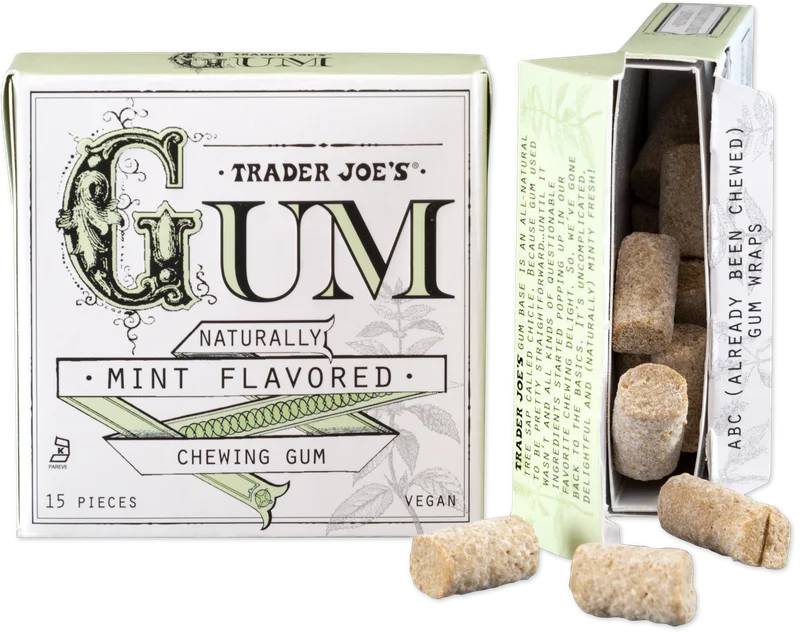 TRADER JOE'S
GUM
· TRADER JOE'S® ·
GUM
NATURALLY
· MINT FLAVORED ·
CHEWING GUM
K
PAREVE
15 PIECES
VEGAN
TRADER JOE'S GUM BASE IS AN ALL-NATURAL
TREE SAP CALLED CHICLE. BECAUSE GUM USED
TO BE PRETTY STRAIGHTFORWARD...UNTIL IT
WASN'T AND ALL KINDS OF QUESTIONABLE
INGREDIENTS STARTED POPPING UP IN OUR
FAVORITE CHEWING DELIGHT. SO, WE'VE GONE
BACK TO THE BASICS. IT'S UNCOMPLICATED,
DELIGHTFUL AND (NATURALLY) MINTY FRESH!
ABC (ALREADY BEEN CHEWED)
GUM WRAPS